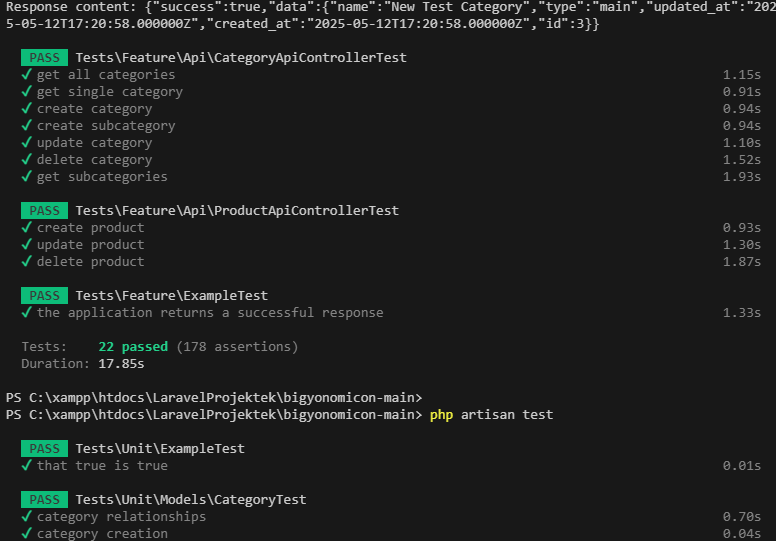 Response content: {"success":true,"data":{"name":"New Test Category","type":"main","updated_at":"202
5-05-12T17:20:58.000000Z","created_at":"2025-05-12T17:20:58.000000Z","id":3}}
PASS Tests\Feature\Api\CategoryApiControllerTest
✓ get all categories 1.15s
✓ get single category 0.91s
✓ create category 0.94s
✓ create subcategory 0.94s
✓ update category 1.10s
✓ delete category 1.52s
✓ get subcategories 1.93s
PASS Tests\Feature\Api\ProductApiControllerTest
✓ create product 0.93s
✓ update product 1.30s
✓ delete product 1.87s
PASS Tests\Feature\ExampleTest
✓ the application returns a successful response 1.33s
Tests: 22 passed (178 assertions)
Duration: 17.85s
PS C:\xampp\htdocs\LaravelProjektek\bigyonomicon-main>
PS C:\xampp\htdocs\LaravelProjektek\bigyonomicon-main> php artisan test
PASS Tests\Unit\ExampleTest
✓ that true is true 0.01s
PASS Tests\Unit\Models\CategoryTest
✓ category relationships 0.70s
✓ category creation 0.04s